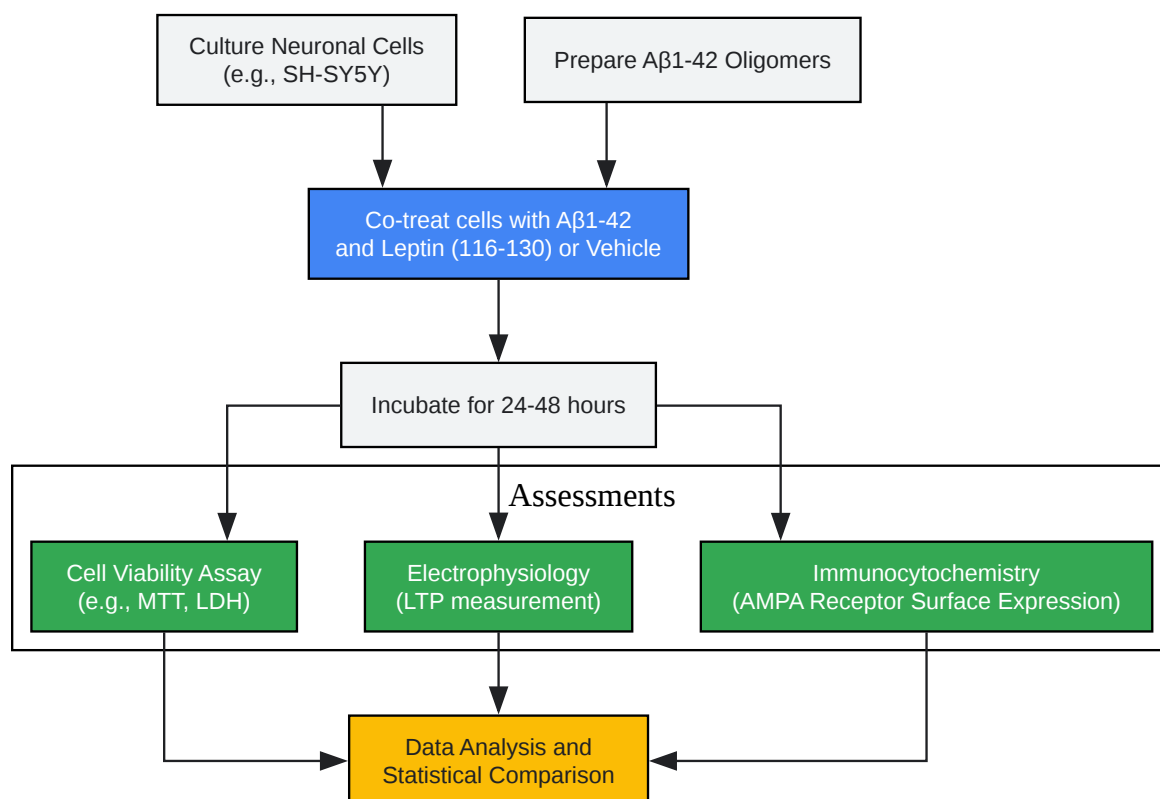 Culture Neuronal Cells
(e.g., SH-SY5Y)
Prepare Aβ1-42 Oligomers
Co-treat cells with Aβ1-42
and Leptin (116-130) or Vehicle
Incubate for 24-48 hours
Assessments
Cell Viability Assay
(e.g., MTT, LDH)
Electrophysiology
(LTP measurement)
Immunocytochemistry
(AMPA Receptor Surface Expression)
Data Analysis and
Statistical Comparison